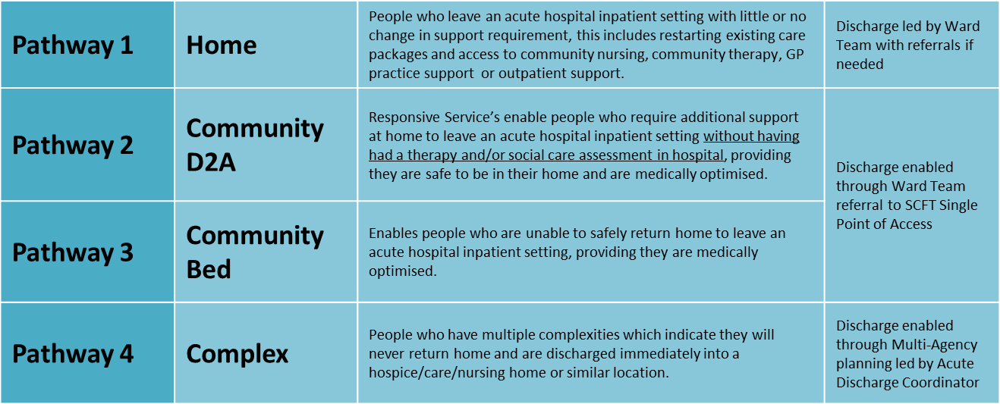 Pathway 1
Home
People who leave an acute hospital inpatient setting with little or no
change in support requirement, this includes restarting existing care
packages and access to community nursing, community therapy, GP
practice support or outpatient support.
Discharge led by Ward
Team with referrals if
needed
Pathway 2
Community
D2A
Responsive Service’s enable people who require additional support
at home to leave an acute hospital inpatient setting without having
had a therapy and/or social care assessment in hospital, providing
they are safe to be in their home and are medically optimised.
Discharge enabled
through Ward Team
referral to SCFT Single
Point of Access
Pathway 3
Community
Bed
Enables people who are unable to safely return home to leave an
acute hospital inpatient setting, providing they are medically
optimised.
Pathway 4
Complex
People who have multiple complexities which indicate they will
never return home and are discharged immediately into a
hospice/care/nursing home or similar location.
Discharge enabled
through Multi-Agency
planning led by Acute
Discharge Coordinator